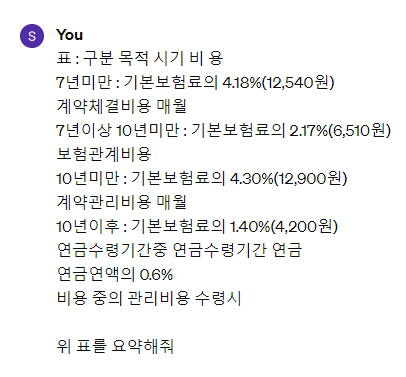 S You
표 : 구분 목적 시기 비 용
7년미만 : 기본보험료의 4.18%(12,540원)
계약체결비용 매월
7년이상 10년미만 : 기본보험료의 2.17%(6,510원)
보험관계비용
10년미만 : 기본보험료의 4.30%(12,900원)
계약관리비용 매월
10년이후 : 기본보험료의 1.40%(4,200원)
연금수령기간중 연금수령기간 연금
연금연액의 0.6%
비용 중의 관리비용 수령시
위 표를 요약해줘